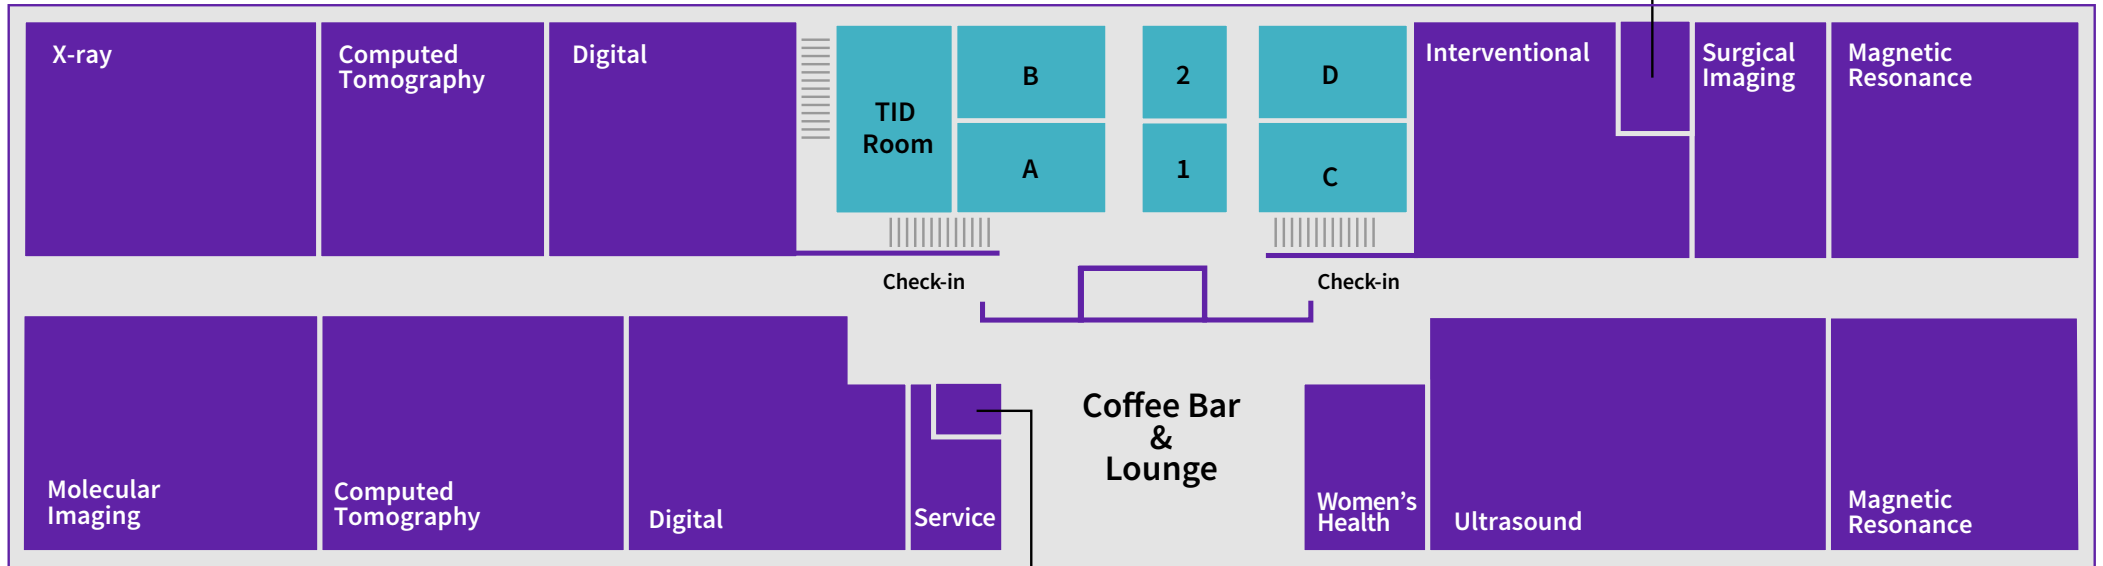 X-ray
Computed
Tomography
Digital
TID
Room
B
A
2
1
D
C
Interventional
Surgical
Imaging
Magnetic
Resonance
Check-in
Check-in
Molecular
Imaging
Computed
Tomography
Digital
Service
Coffee Bar
&
Lounge
Women’s
Health
Ultrasound
Magnetic
Resonance